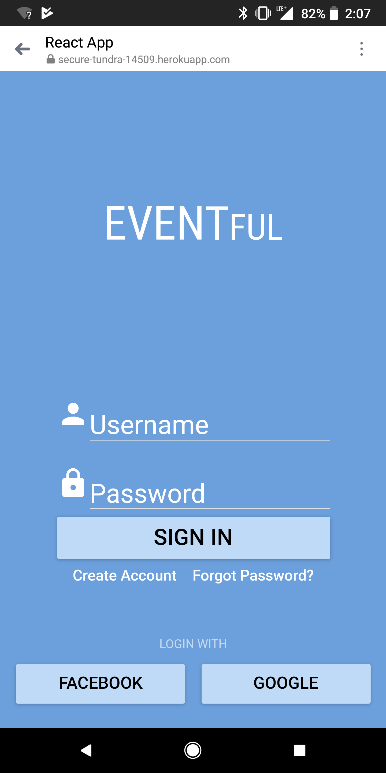 ? LTE+ 82% 2:07
React App
secure-tundra-14509.herokuapp.com
EVENTFUL
Username
Password
SIGN IN
Create Account Forgot Password?
LOGIN WITH
FACEBOOK GOOGLE